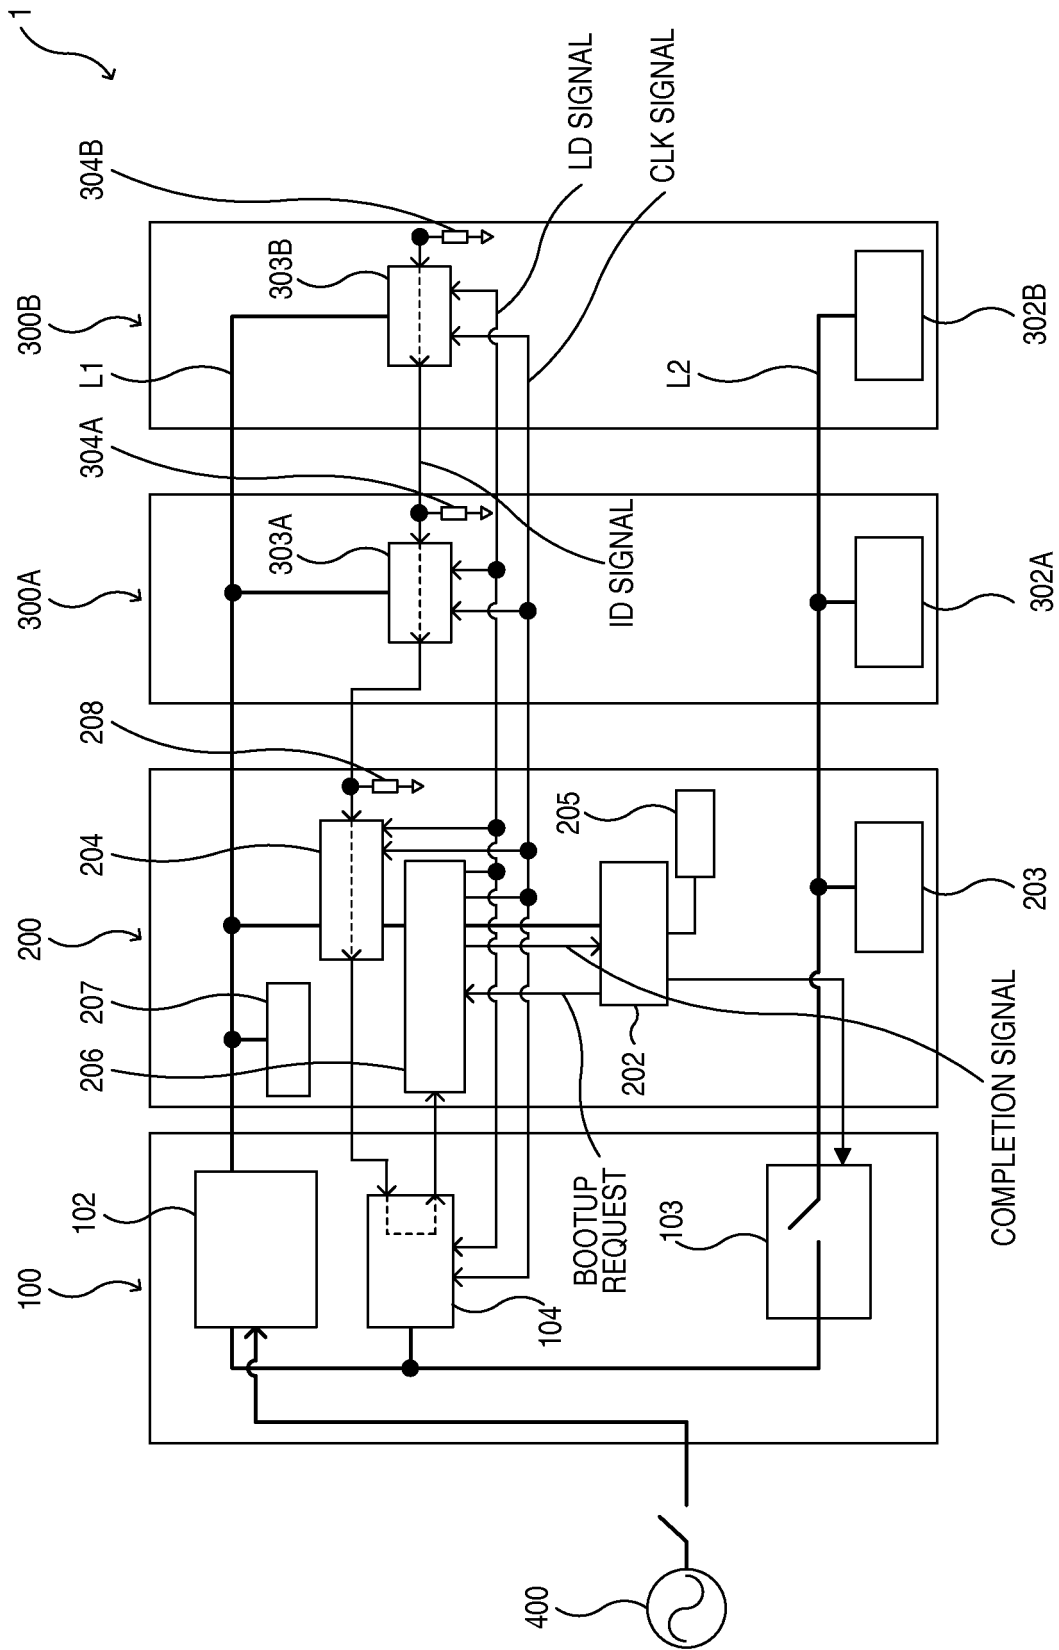 1
300B
L1
304A
303B
304B
LD SIGNAL
CLK SIGNAL
L2
302B
300A
303A
ID SIGNAL
302A
200
207
206
204
208
205
202
203
COMPLETION SIGNAL
100
102
104
BOOTUP
REQUEST
103
400